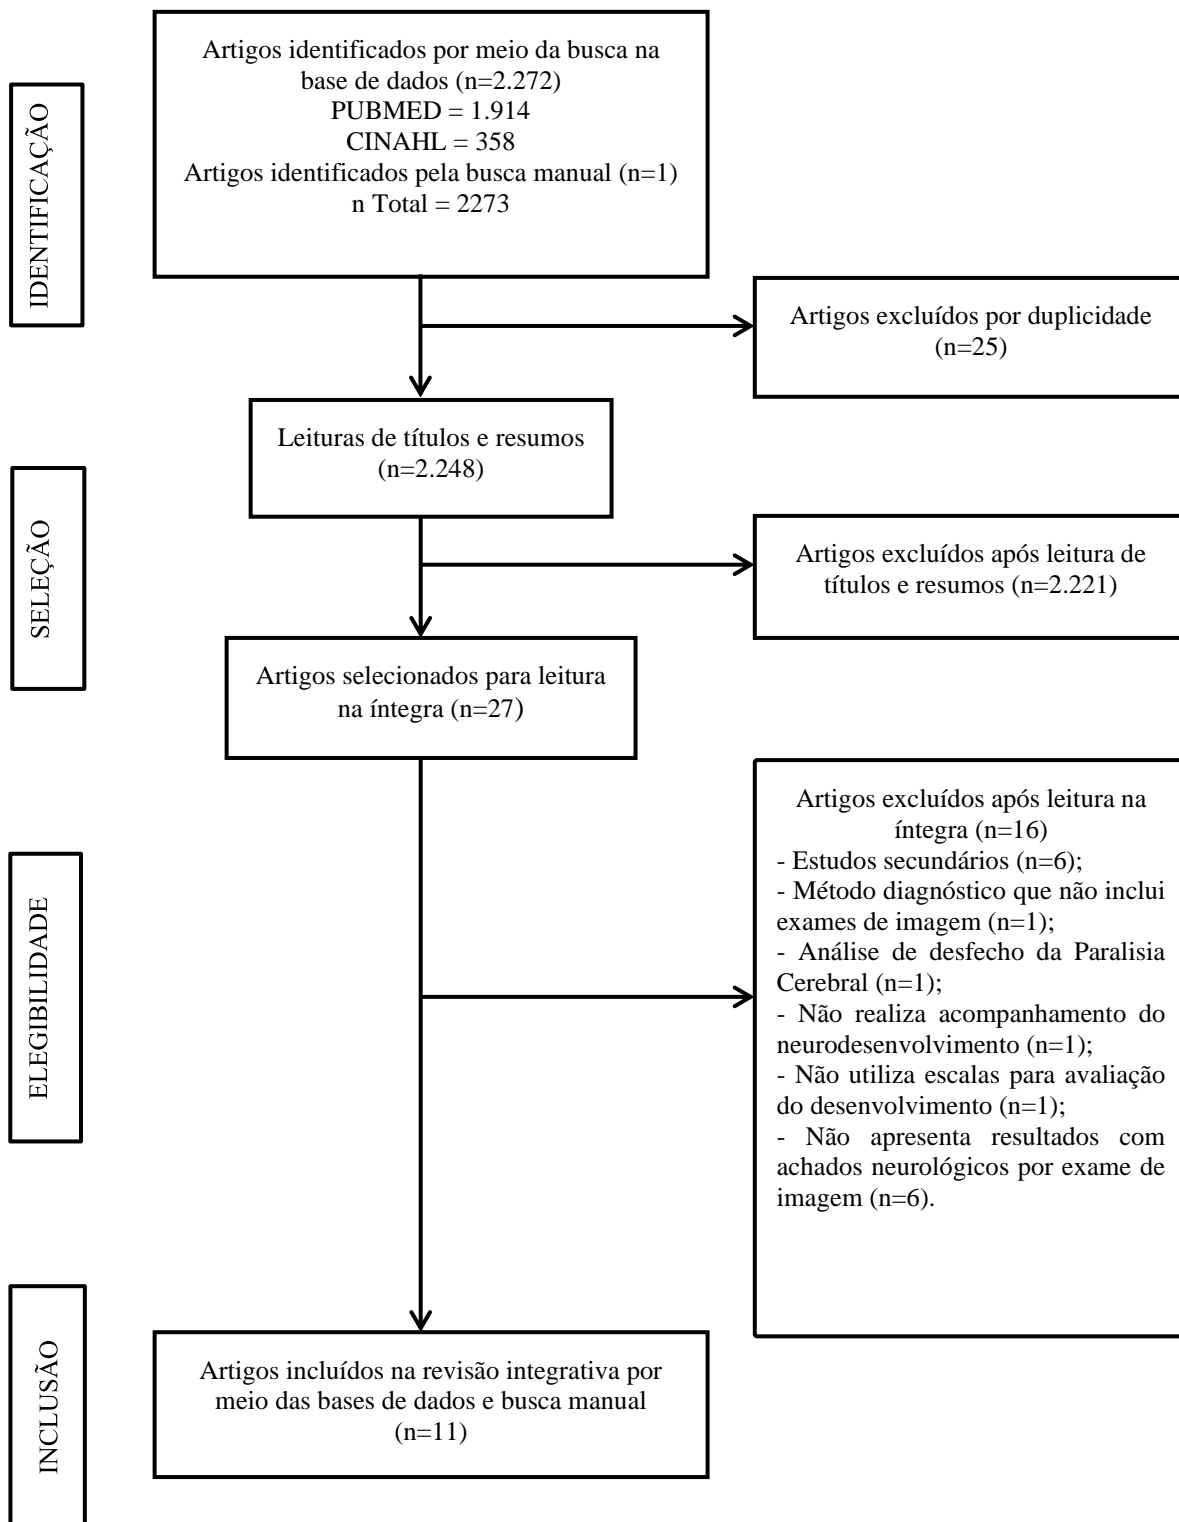 IDENTIFICAÇÃO
Artigos identificados por meio da busca na
base de dados (n=2.272)
PUBMED = 1.914
CINAHL = 358
Artigos identificados pela busca manual (n=1)
n Total = 2273
Artigos excluídos por duplicidade
(n=25)
SELEÇÃO
Leituras de títulos e resumos
(n=2.248)
Artigos excluídos após leitura de
títulos e resumos (n=2.221)
Artigos selecionados para leitura
na íntegra (n=27)
ELEGIBILIDADE
Artigos excluídos após leitura na
íntegra (n=16)
- Estudos secundários (n=6);
- Método diagnóstico que não inclui
exames de imagem (n=1);
- Análise de desfecho da Paralisia
Cerebral (n=1);
- Não realiza acompanhamento do
neurodesenvolvimento (n=1);
- Não utiliza escalas para avaliação
do desenvolvimento (n=1);
- Não apresenta resultados com
achados neurológicos por exame de
imagem (n=6).
INCLUSÃO
Artigos incluídos na revisão integrativa por
meio das bases de dados e busca manual
(n=11)